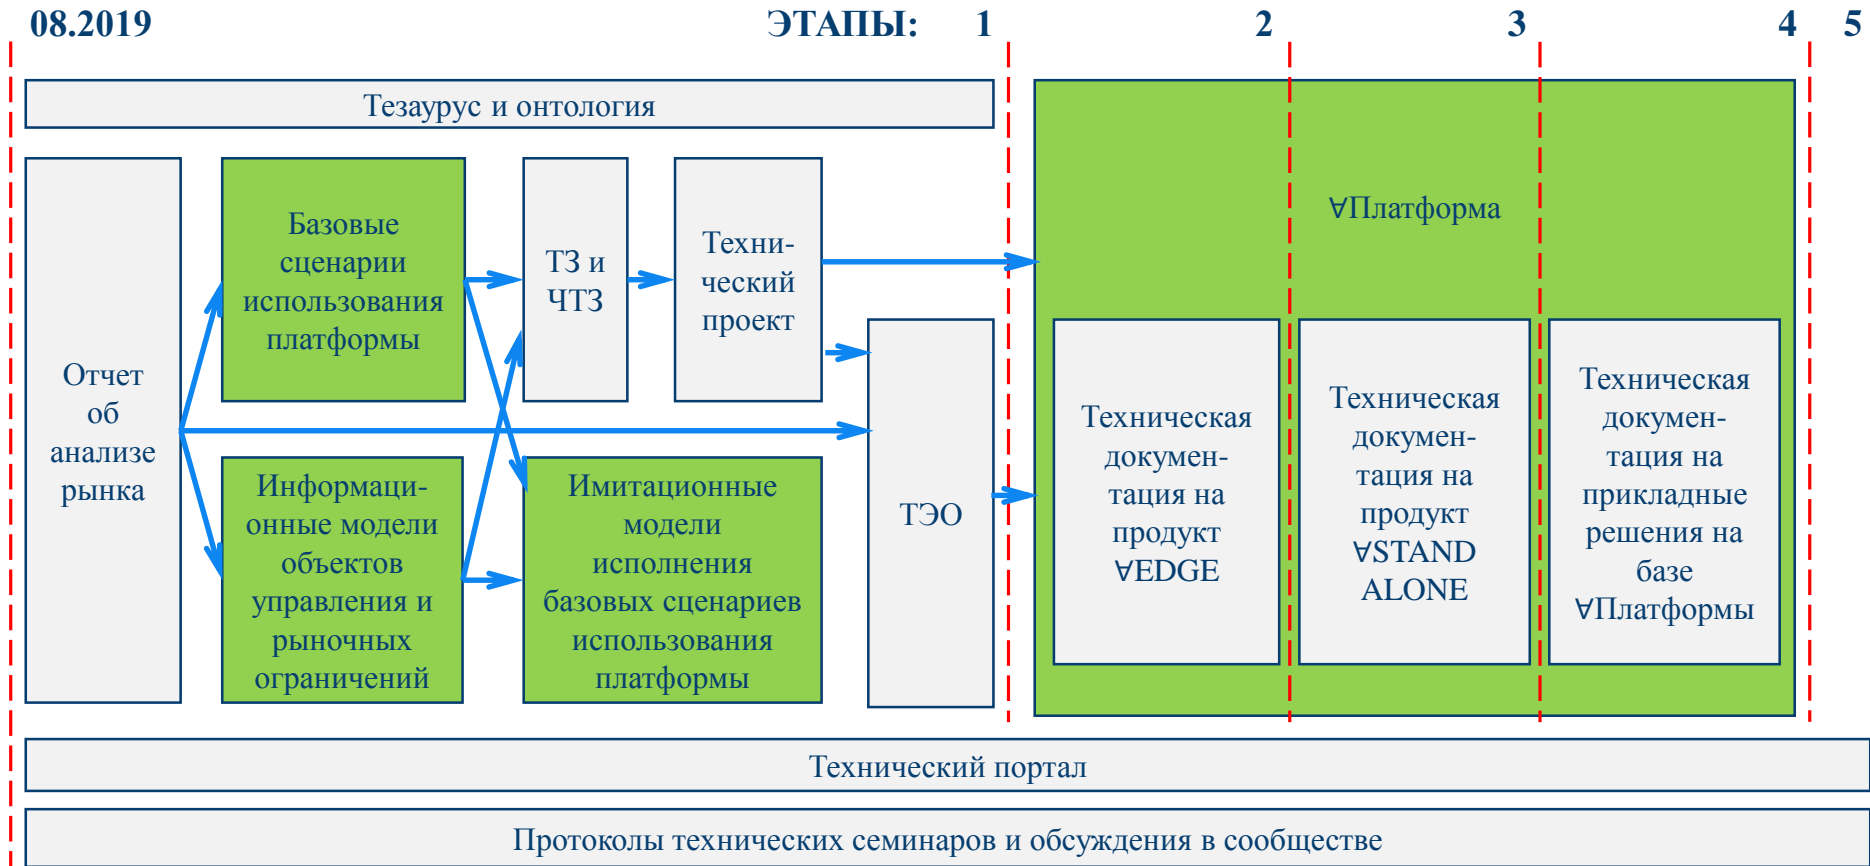 08.2019 ЭТАПЫ: 1 2 3 4 5
Тезаурус и онтология
Отчет
об
анализе
рынка
Базовые
сценарии
использования
платформы
Информаци-
онные модели
объектов
управления и
рыночных
ограничений
ТЗ и
ЧТЗ
Техни-
ческий
проект
Имитационные
модели
исполнения
базовых сценариев
использования
платформы
ТЭО
∀Платформа
Техническая
докумен-
тация на
продукт
∀EDGE
Техническая
докумен-
тация на
продукт
∀STAND
ALONE
Техническая
докумен-
тация на
прикладные
решения на
базе
∀Платформы
Технический портал
Протоколы технических семинаров и обсуждения в сообществе